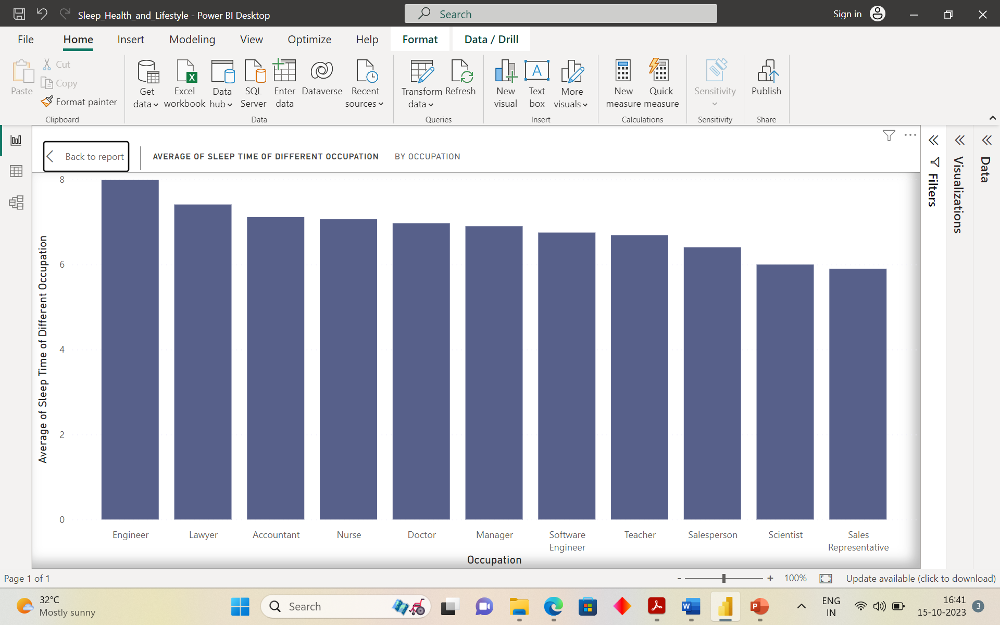 Sleep_Health_and_Lifestyle - Power BI Desktop
Search
Sign in
File
Home
Insert
Modeling
View
Optimize
Help
Format
Data / Drill
Paste
Cut
Copy
Format painter
Clipboard
Get data
Excel workbook
Data hub
SQL Server
Enter data
Dataverse
Recent sources
Data
Transform data
Refresh
Queries
New visual
Text box
More visuals
Insert
New measure
Quick measure
Calculations
Sensitivity
Sensitivity
Publish
Share
Back to report
AVERAGE OF SLEEP TIME OF DIFFERENT OCCUPATION
BY OCCUPATION
Filters
Visualizations
Data
Average of Sleep Time of Different Occupation
8
6
4
2
0
Engineer
Lawyer
Accountant
Nurse
Doctor
Manager
Software
Engineer
Teacher
Salesperson
Scientist
Sales
Representative
Occupation
Page 1 of 1
- + 100%
Update available (click to download)
32°C
Mostly sunny
Search
ENG
IN
16:41
15-10-2023
3